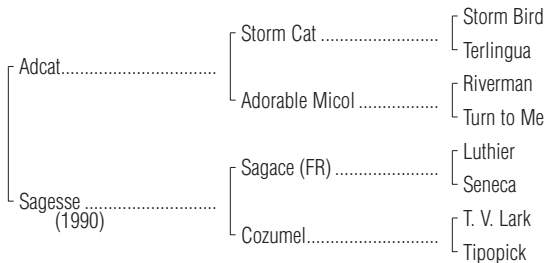 Storm Bird
Storm Cat
Terlingua
Adcat
Riverman
Adorable Micol
Turn to Me
Luthier
Sagace (FR)
Seneca
Sagesse
(1990)
T. V. Lark
Cozumel
Tipopick